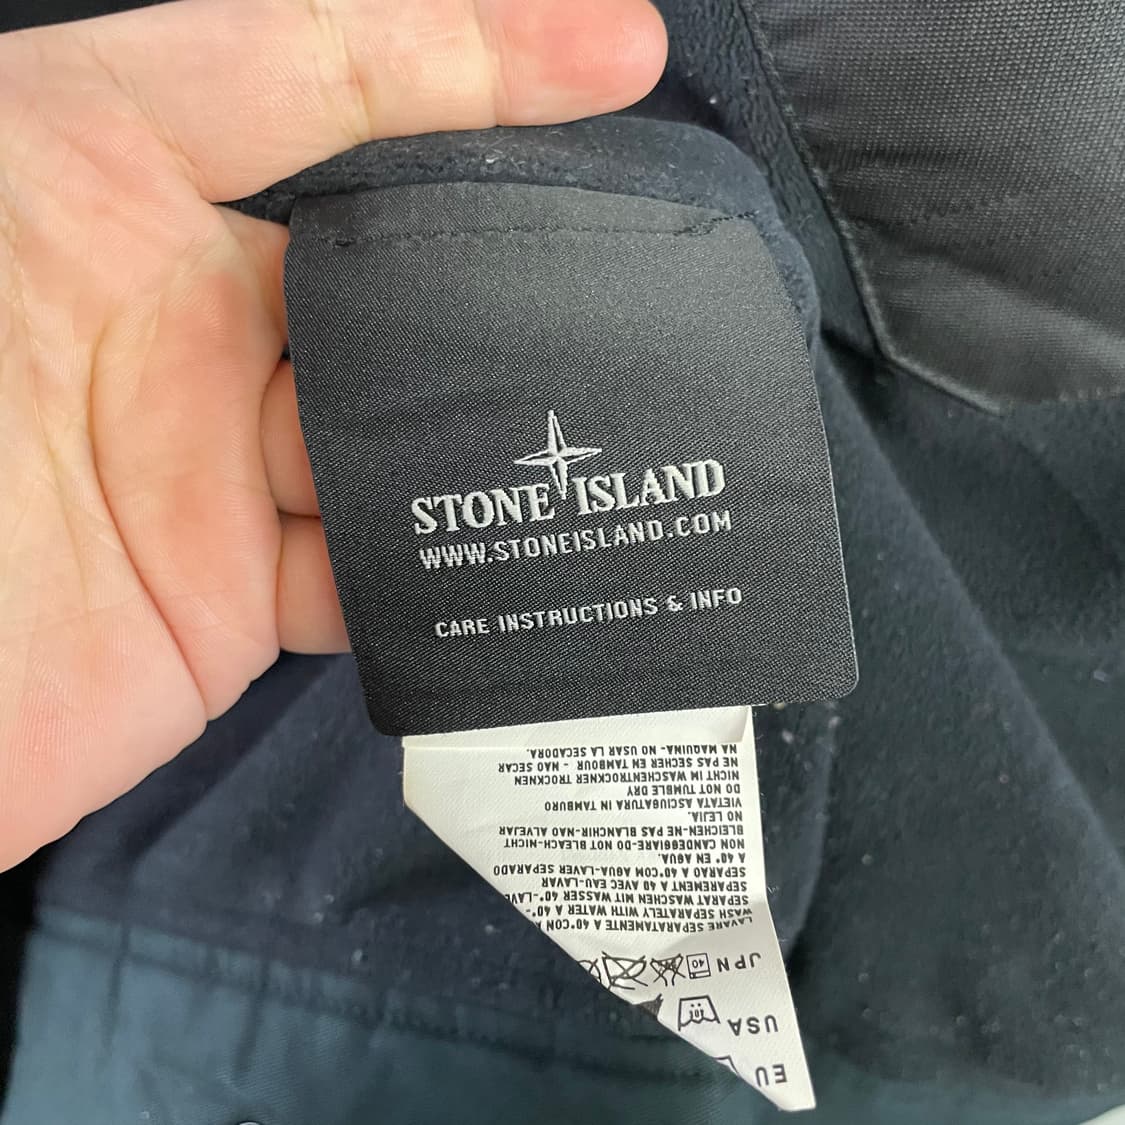 STONE ISLAND
WWW.STONEISLAND.COM
CARE INSTRUCTIONS & INFO
EU
USA
JPN 40
LAVARE SEPARATAMENTE A 40°CON
WASH SEPARATELY WITH WATER A 40°.-
SEPARAT WASCHEN MIT WASSER 40°.-LAV
SEPAREMENT A 40 AVEC EAU-LAVAR
SEPARAO A 40°COM AGUA-LAVER SEPARADO
A 40° EN AGUA.
NON CANDEGGIARE-DO NOT BLEACH-NICHT
BLEICHEN-NE PAS BLANCHIR-NAO ALVEJAR
NO LEJIA.
VIETATA ASCIUGATURA IN TAMBURO
DO NOT TUMBLE DRY
NICHT IM WASCHENTROCKNER TROCKNEN
NE PAS SECHER EN TAMBOUR - NAO SECAR
NA MAQUINA- NO USAR LA SECADORA.